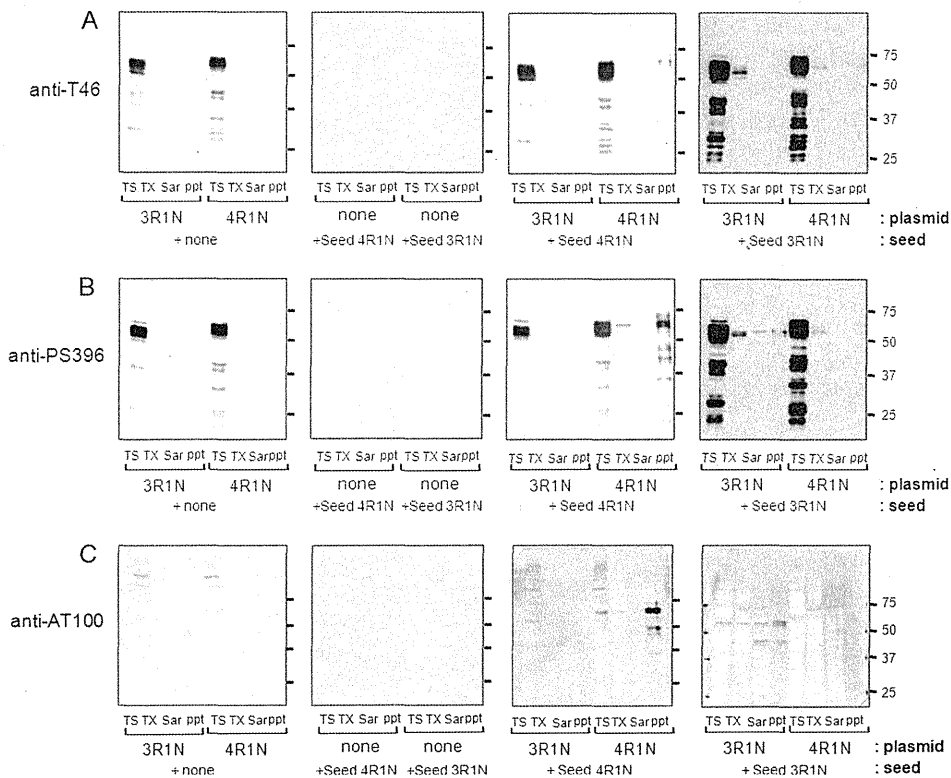 A
anti-T46
75
50
37
25
TS TX Sar ppt TS TX Sar ppt TS TX Sar ppt TS TX Sar ppt TS TX Sar ppt TS TX Sar ppt TS TX Sar ppt TS TX Sar ppt
3R1N 4R1N none none 3R1N 4R1N 3R1N 4R1N : plasmid
+ none +Seed 4R1N +Seed 3R1N + Seed 4R1N + Seed 3R1N : seed
B
anti-PS396
75
50
37
25
TS TX Sar ppt TS TX Sar ppt TS TX Sar ppt TS TX Sar ppt TS TX Sar ppt TS TX Sar ppt TS TX Sar ppt TS TX Sar ppt
3R1N 4R1N none none 3R1N 4R1N 3R1N 4R1N : plasmid
+ none +Seed 4R1N +Seed 3R1N + Seed 4R1N + Seed 3R1N : seed
C
anti-AT100
75
50
37
25
TS TX Sar ppt TS TX Sar ppt TS TX Sar ppt TS TX Sar ppt TS TX Sar ppt TS TX Sar ppt TS TX Sar ppt TS TX Sar ppt
3R1N 4R1N none none 3R1N 4R1N 3R1N 4R1N : plasmid
+ none +Seed 4R1N +Seed 3R1N + Seed 4R1N + Seed 3R1N : seed